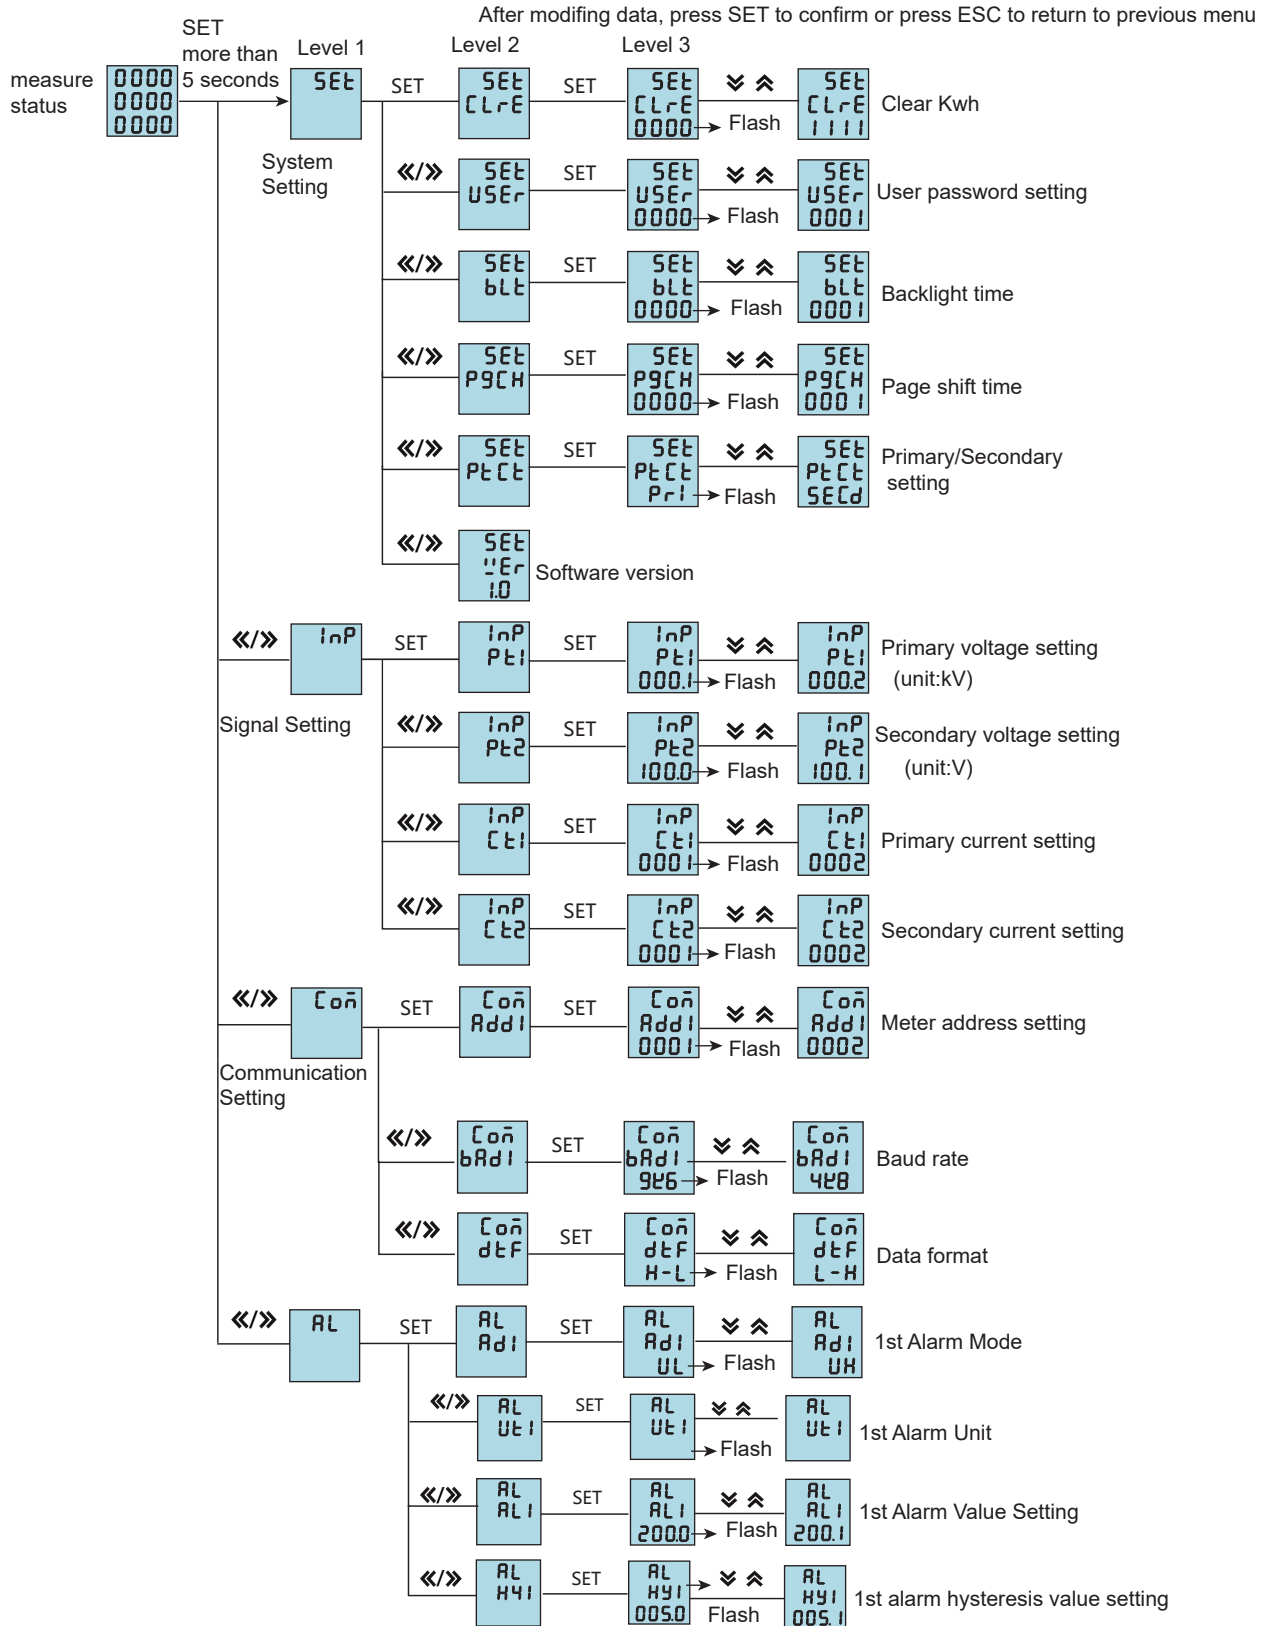 After modifing data, press SET to confirm or press ESC to return to previous menu
SET
more than
5 seconds
Level 1
Level 2
Level 3
measure
status
0000
0000
0000
SEt
SET
SEt
CLrE
SET
SEt
CLrE
0000
Flash
SEt
CLrE
1111
Clear Kwh
System
Setting
SEt
USEr
SET
SEt
USEr
0000
Flash
SEt
USEr
0001
User password setting
SEt
bLt
SET
SEt
bLt
0000
Flash
SEt
bLt
0001
Backlight time
SEt
PgCH
SET
SEt
PgCH
0000
Flash
SEt
PgCH
0001
Page shift time
SEt
PtCt
SET
SEt
PtCt
PrI
Flash
SEt
PtCt
SECd
Primary/Secondary
setting
SEt
Er
1.0
Software version
InP
Signal Setting
SET
InP
Pt1
SET
InP
Pt1
000.1
Flash
InP
Pt1
000.2
Primary voltage setting
(unit:kV)
InP
Pt2
SET
InP
Pt2
100.0
Flash
InP
Pt2
100.1
Secondary voltage setting
(unit:V)
InP
Ct1
SET
InP
Ct1
0001
Flash
InP
Ct1
0002
Primary current setting
InP
Ct2
SET
InP
Ct2
0001
Flash
InP
Ct2
0002
Secondary current setting
Con̄
Communication
Setting
SET
Con̄
Add1
SET
Con̄
Add1
0001
Flash
Con̄
Add1
0002
Meter address setting
Con̄
bAd1
SET
Con̄
bAd1
Flash
Con̄
bAd1
Baud rate
Con̄
dtF
SET
Con̄
dtF
H-L
Flash
Con̄
dtF
L-H
Data format
AL
SET
AL
Ad1
SET
AL
Ad1
UL
Flash
AL
Ad1
UH
1st Alarm Mode
AL
Ut1
SET
AL
Ut1
Flash
AL
Ut1
1st Alarm Unit
AL
AL1
SET
AL
AL1
200.0
Flash
AL
AL1
200.1
1st Alarm Value Setting
AL
HY1
SET
AL
HY1
005.0
Flash
AL
HY1
005.1
1st alarm hysteresis value setting